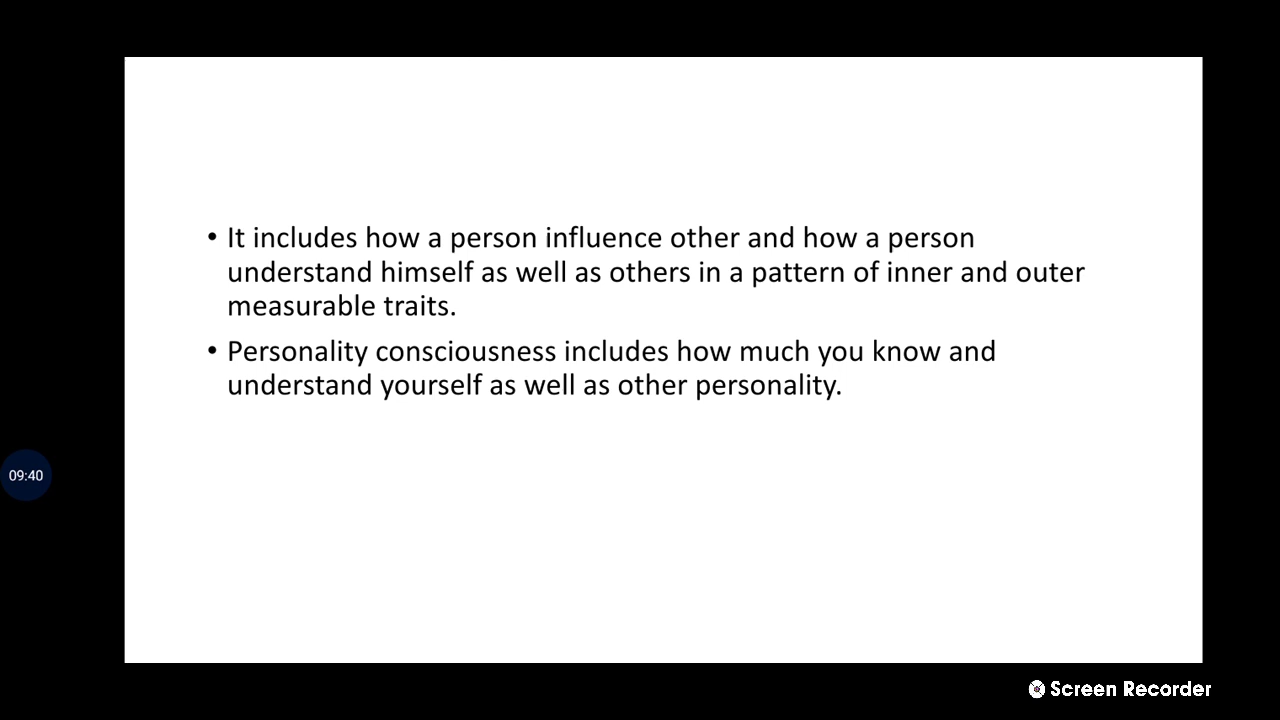 • It includes how a person influence other and how a person
understand himself as well as others in a pattern of inner and outer
measurable traits.
• Personality consciousness includes how much you know and
understand yourself as well as other personality.
09:40
Screen Recorder